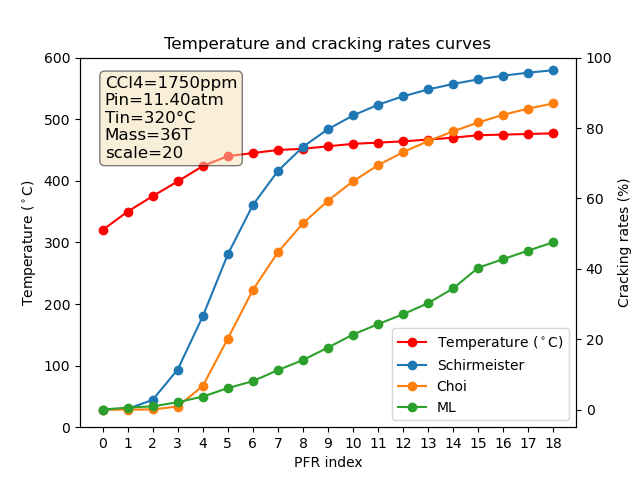 Temperature and cracking rates curves
600
500
400
300
200
100
0
Temperature (°C)
CCl4=1750ppm
Pin=11.40atm
Tin=320°C
Mass=36T
scale=20
100
80
60
40
20
0
Cracking rates (%)
Temperature (°C)
Schirmeister
Choi
ML
0 1 2 3 4 5 6 7 8 9 10 11 12 13 14 15 16 17 18
PFR index